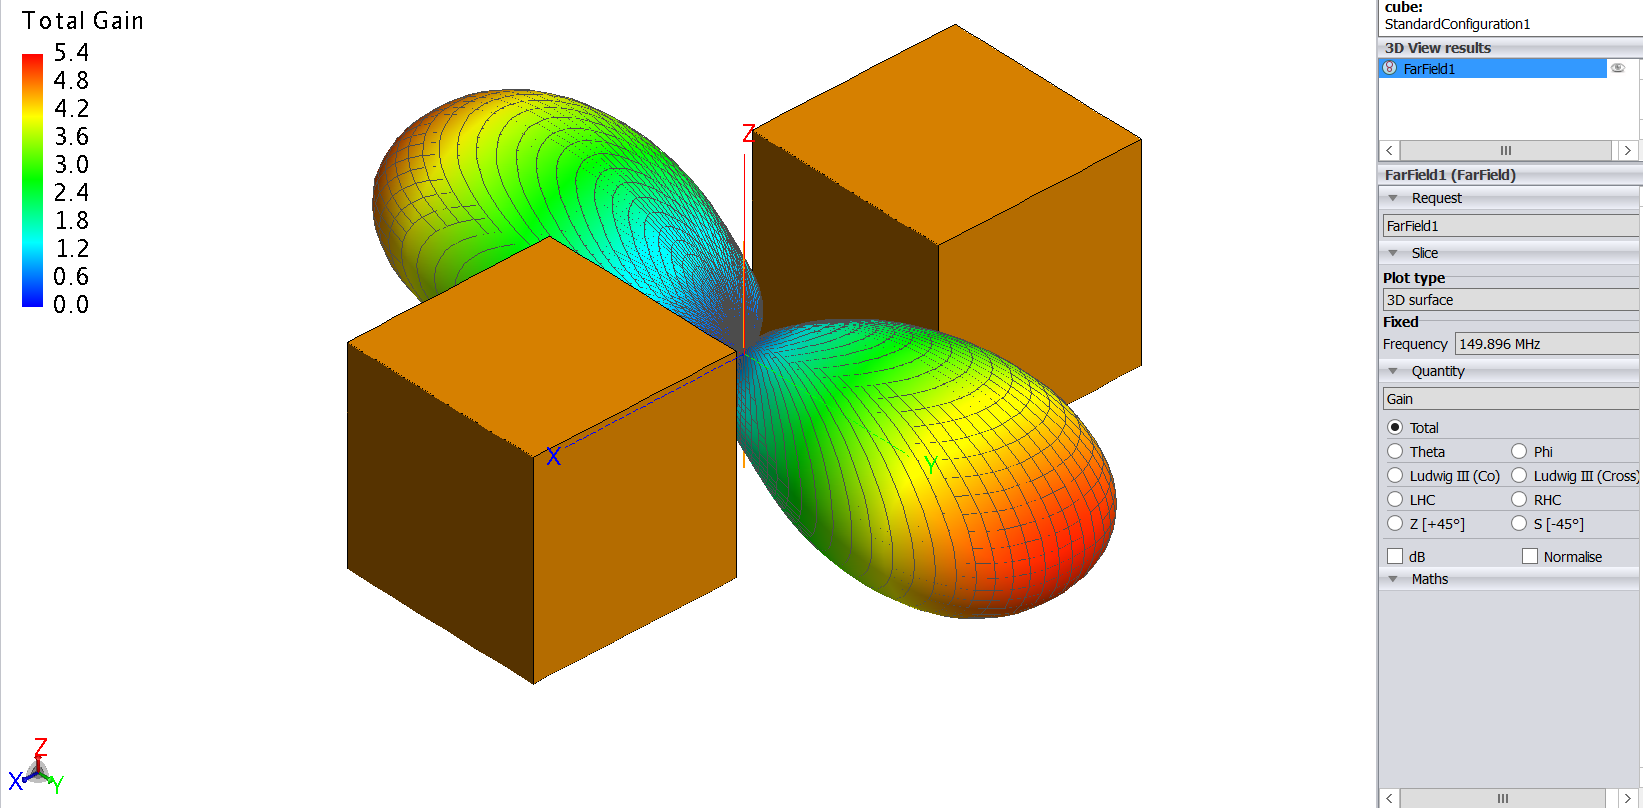 Total Gain
5.4
4.8
4.2
3.6
3.0
2.4
1.8
1.2
0.6
0.0
Z
X
Y
Z
X
Y
cube:
StandardConfiguration1
3D View results
FarField1
FarField1 (FarField)
Request
FarField1
Slice
Plot type
3D surface
Fixed
Frequency 149.896 MHz
Quantity
Gain
Total
Theta Phi
Ludwig III (Co) Ludwig III (Cross)
LHC RHC
Z [+45°] S [-45°]
dB Normalise
Maths